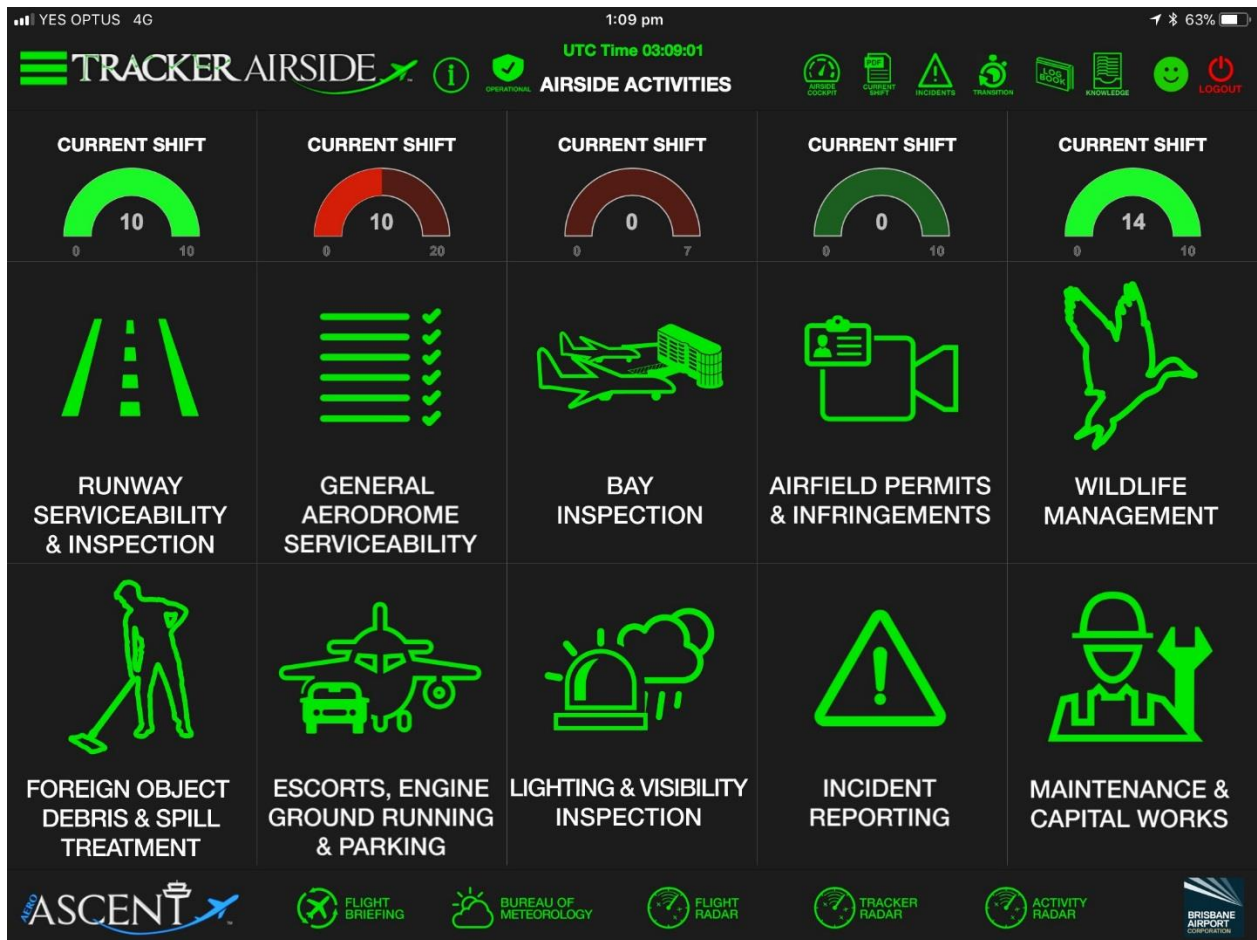 YES OPTUS 4G
1:09 pm
63%
TRACKER AIRSIDE
i
OPERATIONAL
UTC Time 03:09:01
AIRSIDE ACTIVITIES
AIRSIDE
COCKPIT
PDF
CURRENT
SHIFT
INCIDENTS
TRANSITION
LOG
BOOK
KNOWLEDGE
LOGOUT
CURRENT SHIFT
10
0 10
CURRENT SHIFT
10
0 20
CURRENT SHIFT
0
0 7
CURRENT SHIFT
0
0 10
CURRENT SHIFT
14
0 10
RUNWAY
SERVICEABILITY
& INSPECTION
GENERAL
AERODROME
SERVICEABILITY
BAY
INSPECTION
AIRFIELD PERMITS
& INFRINGEMENTS
WILDLIFE
MANAGEMENT
FOREIGN OBJECT
DEBRIS & SPILL
TREATMENT
ESCORTS, ENGINE
GROUND RUNNING
& PARKING
LIGHTING & VISIBILITY
INSPECTION
INCIDENT
REPORTING
MAINTENANCE &
CAPITAL WORKS
AERO ASCENT
FLIGHT
BRIEFING
BUREAU OF
METEOROLOGY
FLIGHT
RADAR
TRACKER
RADAR
ACTIVITY
RADAR
BRISBANE
AIRPORT
CORPORATION